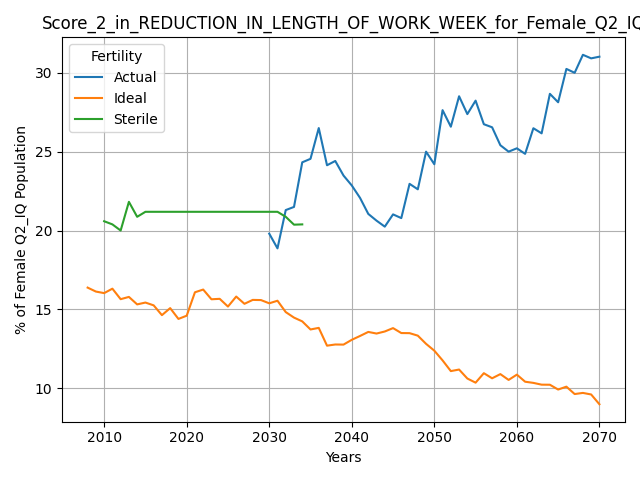 Score_2_in_REDUCTION_IN_LENGTH_OF_WORK_WEEK_for_Female_Q2_IQ
Fertility
Actual
Ideal
Sterile
% of Female Q2_IQ Population
30
25
20
15
10
2010 2020 2030 2040 2050 2060 2070
Years